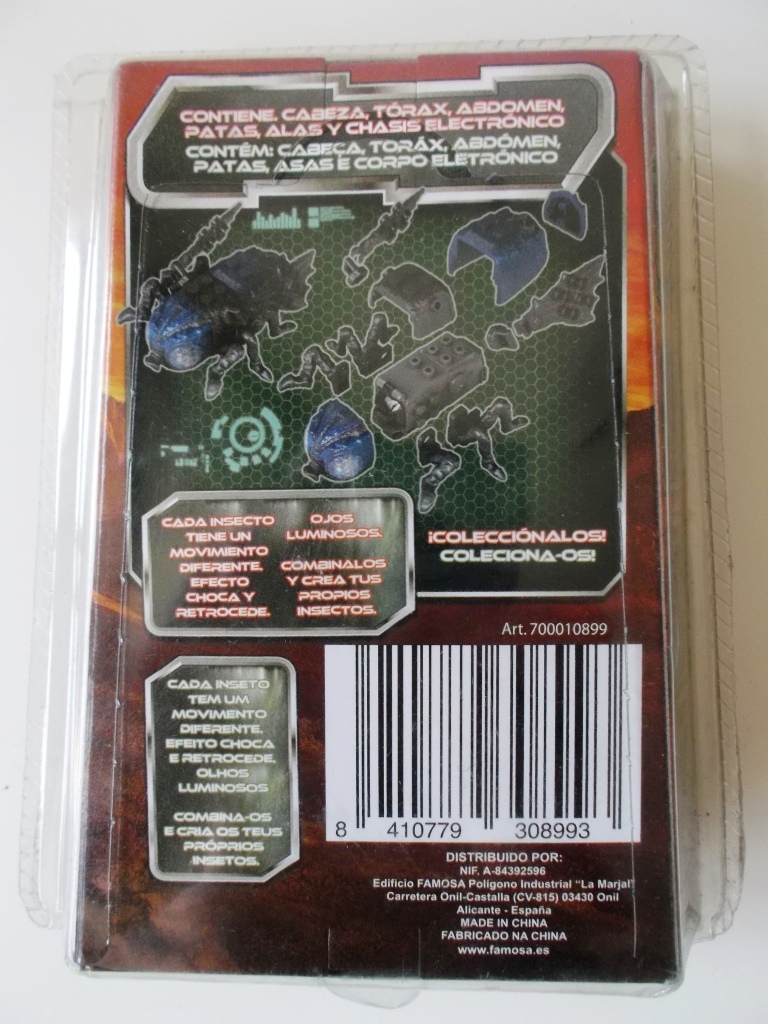 CONTIENE. CABEZA, TÓRAX, ABDOMEN,
PATAS, ALAS Y CHASIS ELECTRÓNICO
CONTÉM: CABEÇA, TORÁX, ABDÓMEN,
PATAS, ASAS E CORPO ELETRÓNICO
CADA INSECTO
TIENE UN
MOVIMIENTO
DIFERENTE.
EFECTO
CHOCA Y
RETROCEDE.
OJOS
LUMINOSOS.
COMBINALOS
Y CREA TUS
PROPIOS
INSECTOS.
¡COLECCIÓNALOS!
COLECIONA-OS!
Art. 700010899
CADA INSETO
TEM UM
MOVIMENTO
DIFERENTE.
EFEITO CHOCA
E RETROCEDE,
OLHOS
LUMINOSOS
COMBINA-OS
E CRIA OS TEUS
PRÓPRIOS
INSETOS.
8 410779 308993
DISTRIBUIDO POR:
NIF. A-84392596
Edificio FAMOSA Polígono Industrial "La Marjal"
Carretera Onil-Castalla (CV-815) 03430 Onil
Alicante - España
MADE IN CHINA
FABRICADO NA CHINA
www.famosa.es